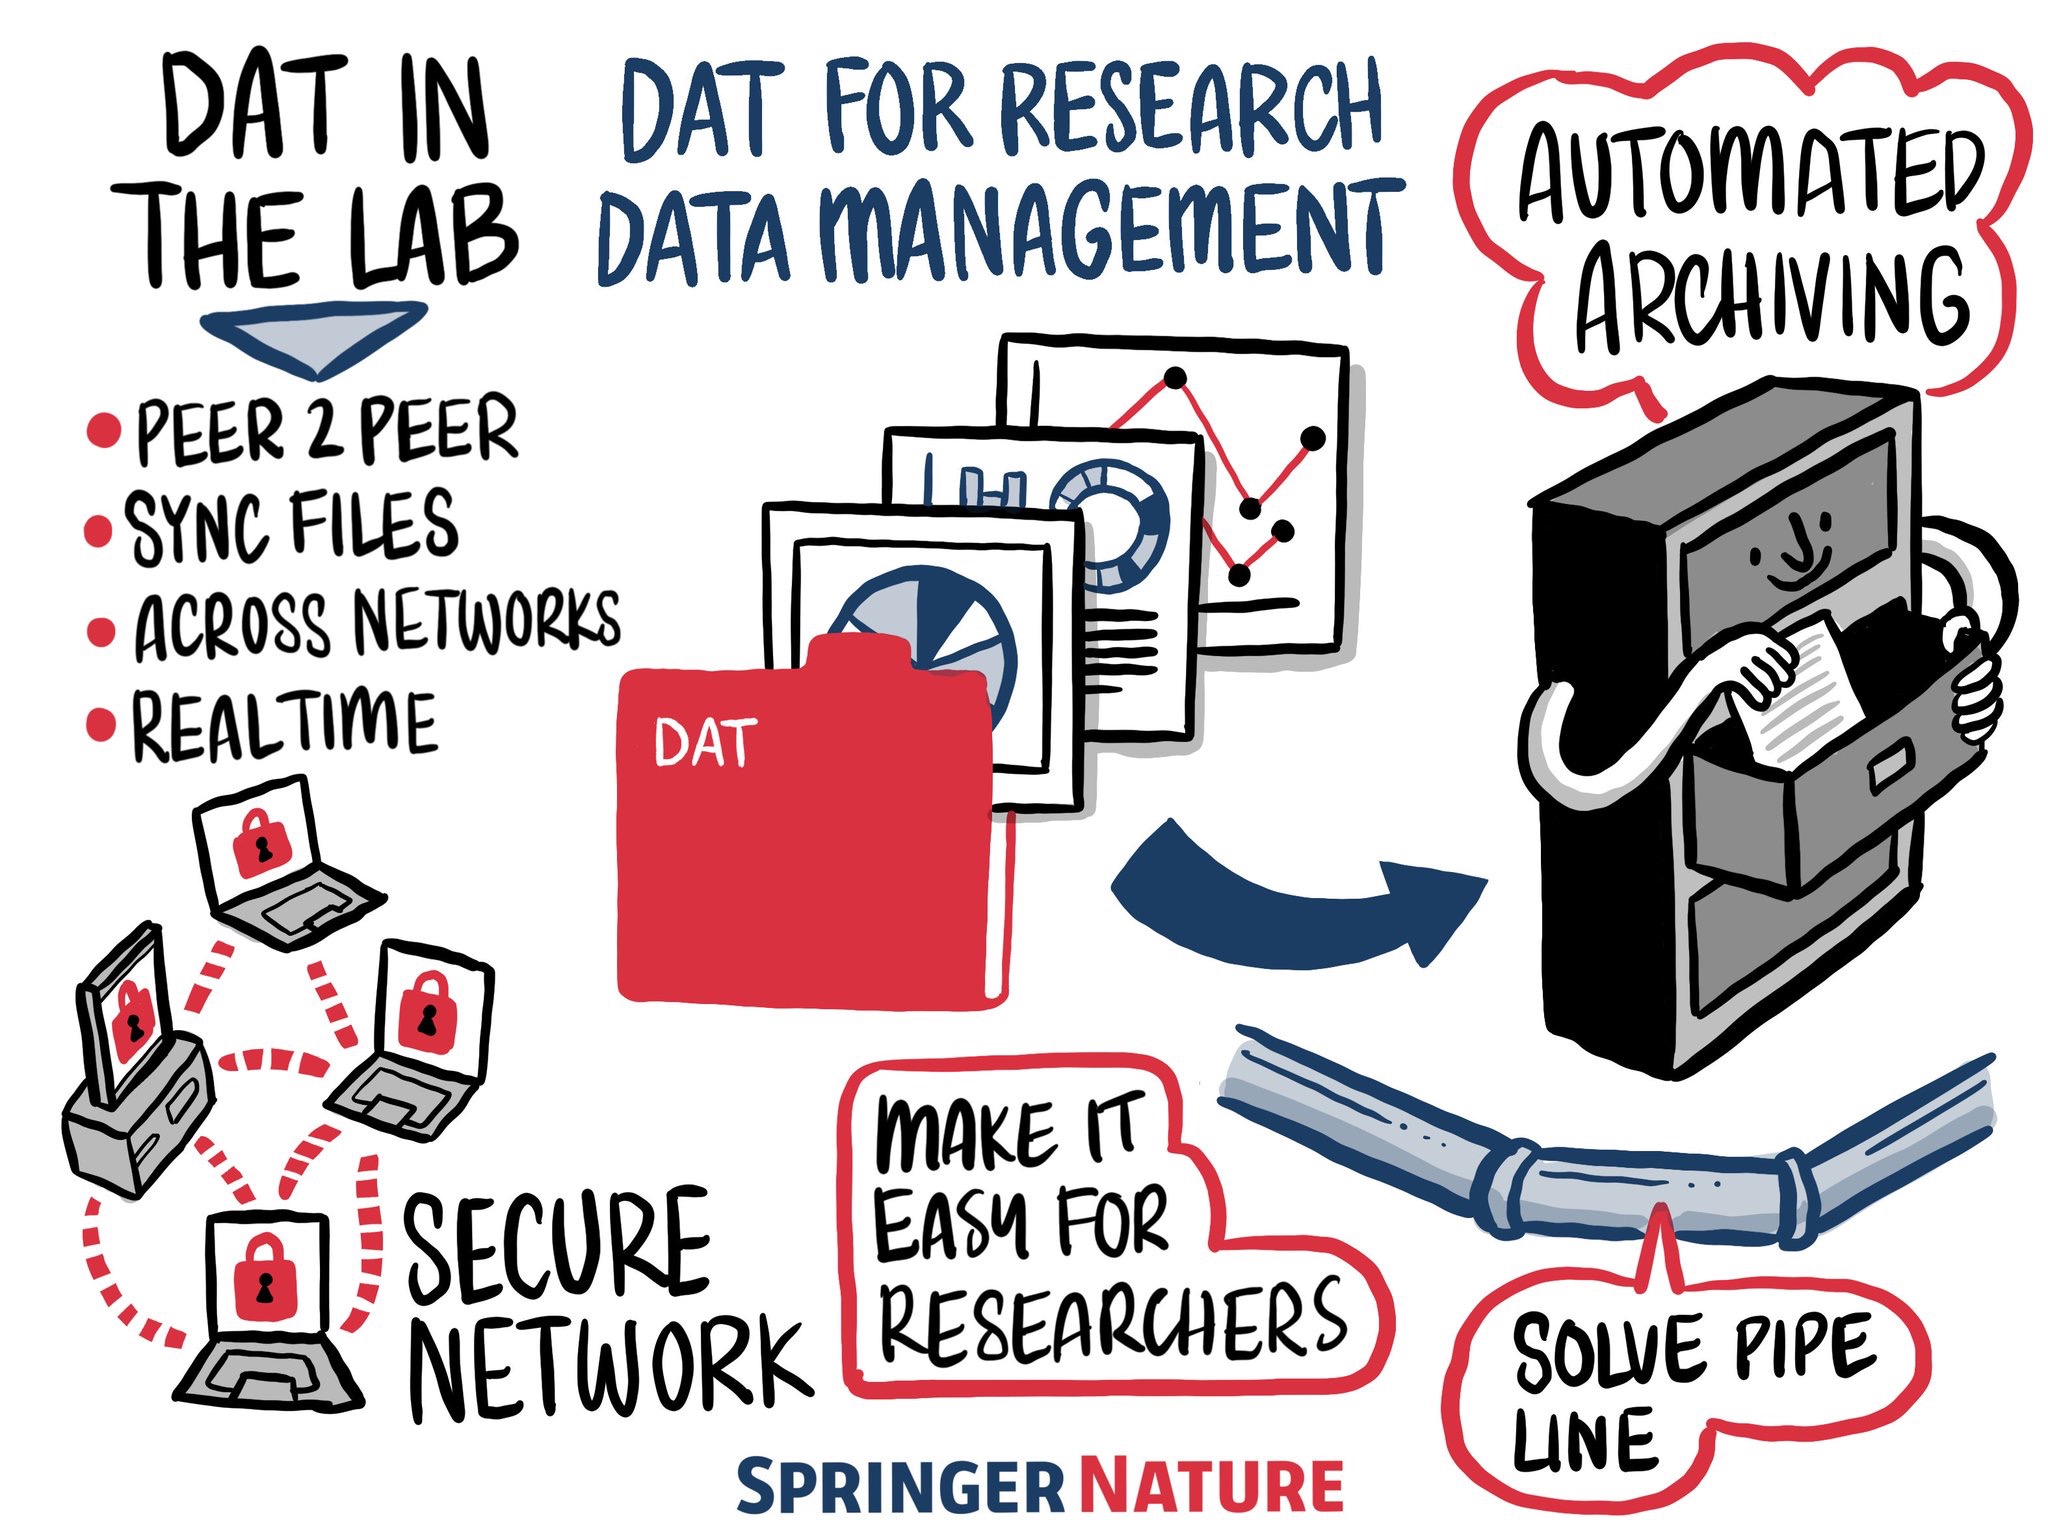 DAT IN
THE LAB
PEER 2 PEER
SYNC FILES
ACROSS NETWORKS
REALTIME
SECURE
NETWORK
DAT FOR RESEARCH
DATA MANAGEMENT
DAT
AUTOMATED
ARCHIVING
MAKE IT
EASY FOR
RESEARCHERS
SOLVE PIPE
LINE
SPRINGER NATURE